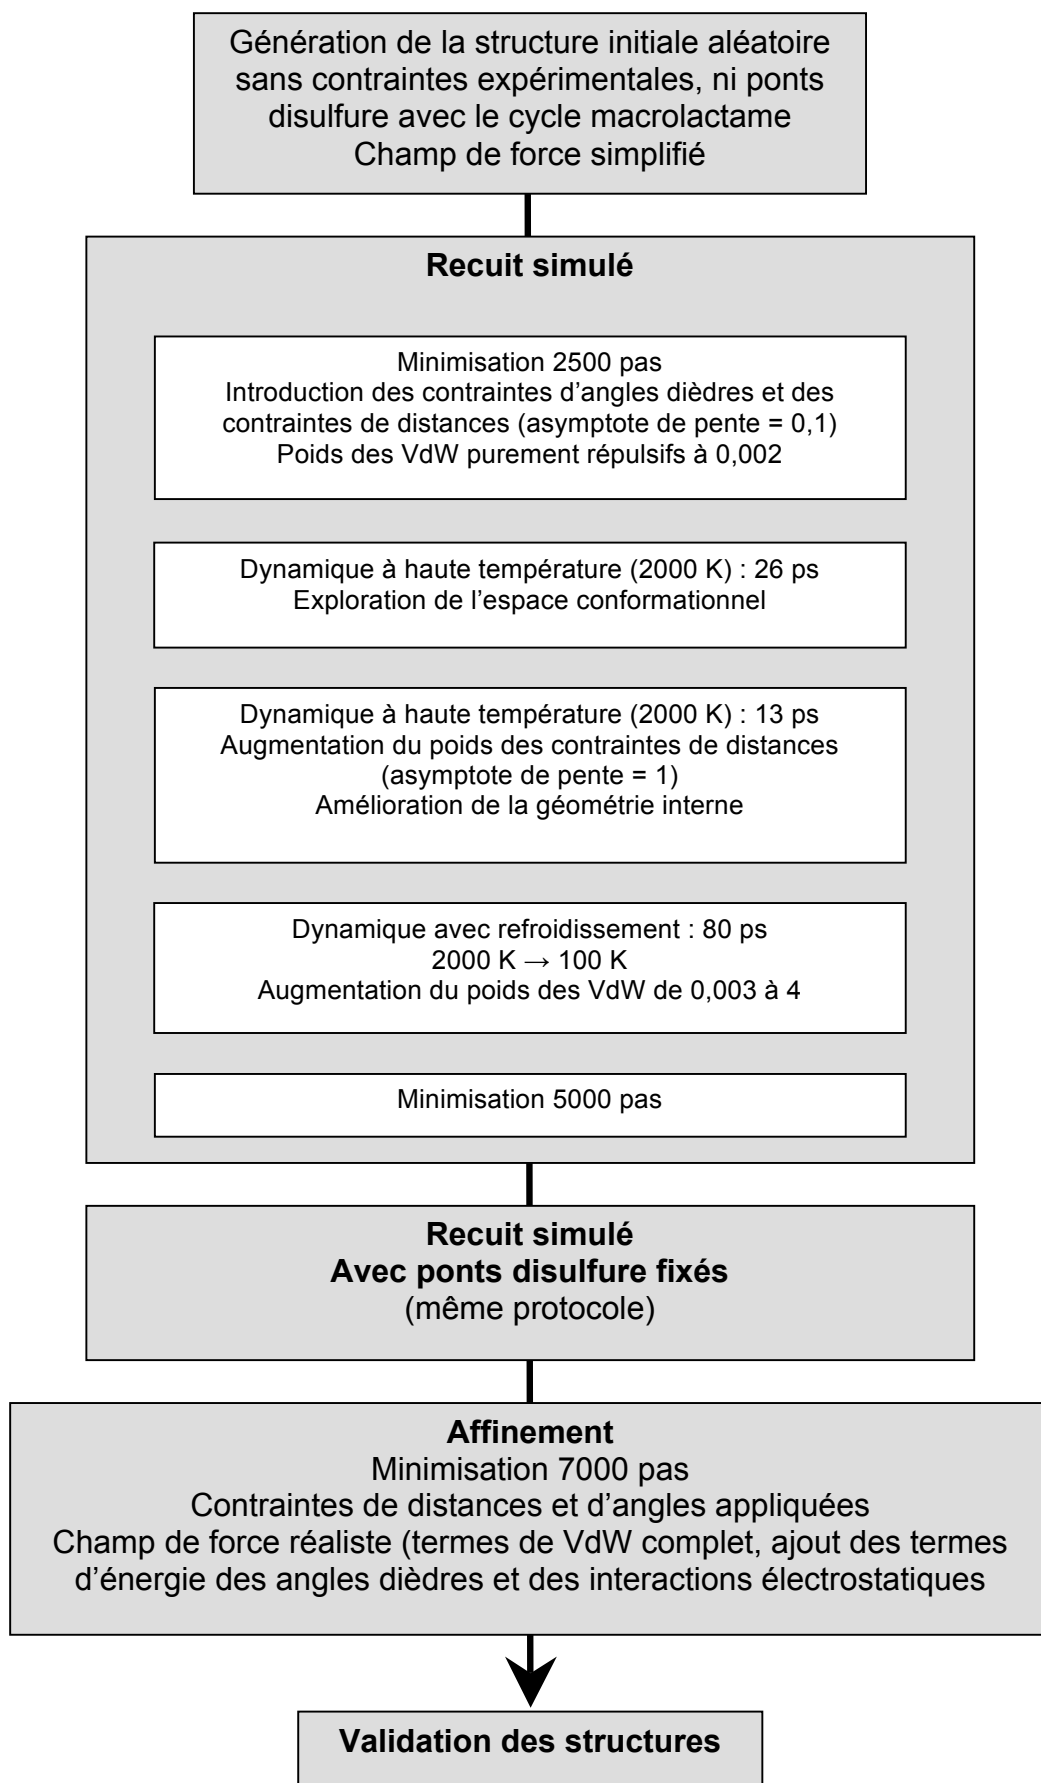 Génération de la structure initiale aléatoire
sans contraintes expérimentales, ni ponts
disulfure avec le cycle macrolactame
Champ de force simplifié
Recuit simulé
Minimisation 2500 pas
Introduction des contraintes d'angles dièdres et des
contraintes de distances (asymptote de pente = 0,1)
Poids des VdW purement répulsifs à 0,002
Dynamique à haute température (2000 K) : 26 ps
Exploration de l'espace conformationnel
Dynamique à haute température (2000 K) : 13 ps
Augmentation du poids des contraintes de distances
(asymptote de pente = 1)
Amélioration de la géométrie interne
Dynamique avec refroidissement : 80 ps
2000 K → 100 K
Augmentation du poids des VdW de 0,003 à 4
Minimisation 5000 pas
Recuit simulé
Avec ponts disulfure fixés
(même protocole)
Affinement
Minimisation 7000 pas
Contraintes de distances et d'angles appliquées
Champ de force réaliste (termes de VdW complet, ajout des termes
d'énergie des angles dièdres et des interactions électrostatiques
Validation des structures